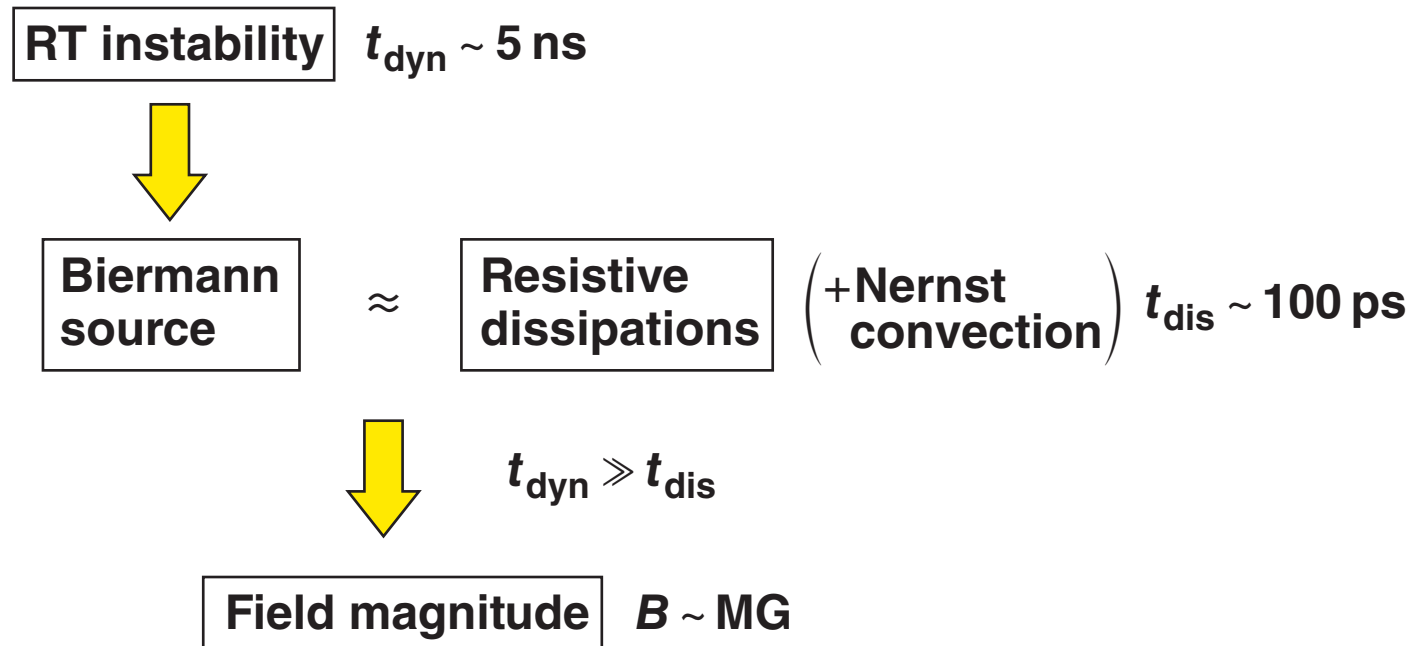 RT instability t_dyn ~ 5 ns
Biermann source ≈ Resistive dissipations (+Nernst convection) t_dis ~ 100 ps
t_dyn ≫ t_dis
Field magnitude B ~ MG